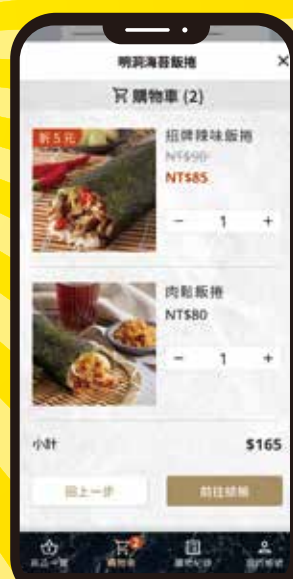 明洞海苔飯捲 ×
購物車 (2)
折5元
招牌辣味飯捲
NT$90
NT$85
− 1 +
肉鬆飯捲
NT$80
− 1 +
小計 $165
回上一步 前往結帳
2
購物車